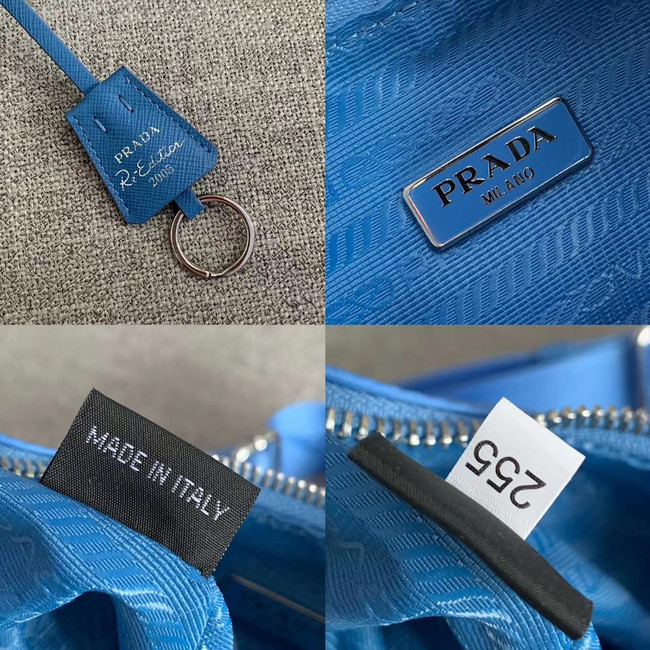 PRADA
Re-Edition
2005
PRADA
MILANO
MADE IN ITALY
255